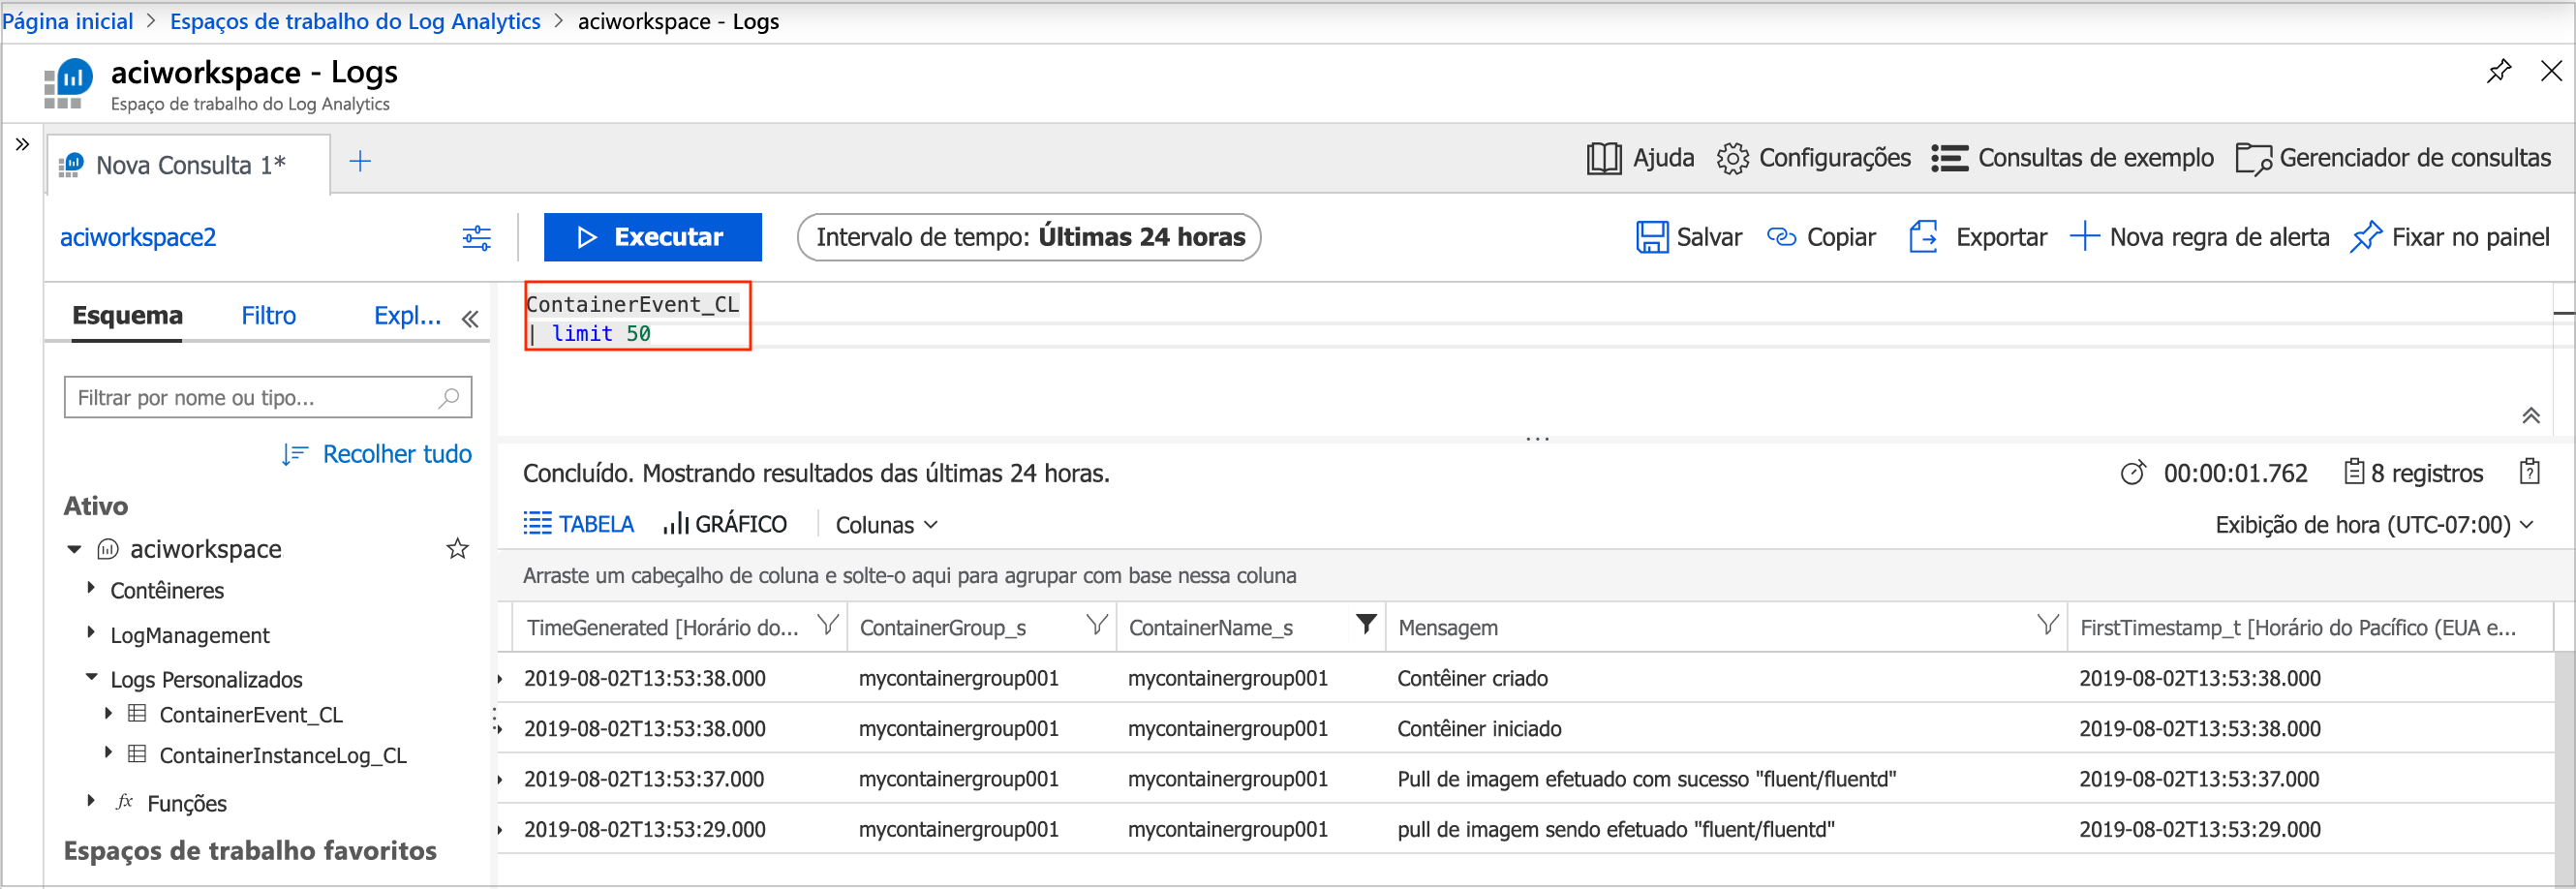 Página inicial > Espaços de trabalho do Log Analytics > aciworkspace - Logs
aciworkspace - Logs
Espaço de trabalho do Log Analytics
Nova Consulta 1*
Ajuda Configurações Consultas de exemplo Gerenciador de consultas
aciworkspace2
Executar
Intervalo de tempo: Últimas 24 horas
Salvar Copiar Exportar Nova regra de alerta Fixar no painel
Esquema Filtro Expl...
ContainerEvent_CL
| limit 50
Filtrar por nome ou tipo...
Recolher tudo
Ativo
aciworkspace
Contêineres
LogManagement
Logs Personalizados
ContainerEvent_CL
ContainerInstanceLog_CL
fx Funções
Espaços de trabalho favoritos
Concluído. Mostrando resultados das últimas 24 horas.
00:00:01.762 8 registros
TABELA GRÁFICO Colunas
Exibição de hora (UTC-07:00)
Arraste um cabeçalho de coluna e solte-o aqui para agrupar com base nessa coluna
TimeGenerated [Horário do... ContainerGroup_s ContainerName_s Mensagem FirstTimestamp_t [Horário do Pacífico (EUA e...
2019-08-02T13:53:38.000 mycontainergroup001 mycontainergroup001 Contêiner criado 2019-08-02T13:53:38.000
2019-08-02T13:53:38.000 mycontainergroup001 mycontainergroup001 Contêiner iniciado 2019-08-02T13:53:38.000
2019-08-02T13:53:37.000 mycontainergroup001 mycontainergroup001 Pull de imagem efetuado com sucesso "fluent/fluentd" 2019-08-02T13:53:37.000
2019-08-02T13:53:29.000 mycontainergroup001 mycontainergroup001 pull de imagem sendo efetuado "fluent/fluentd" 2019-08-02T13:53:29.000